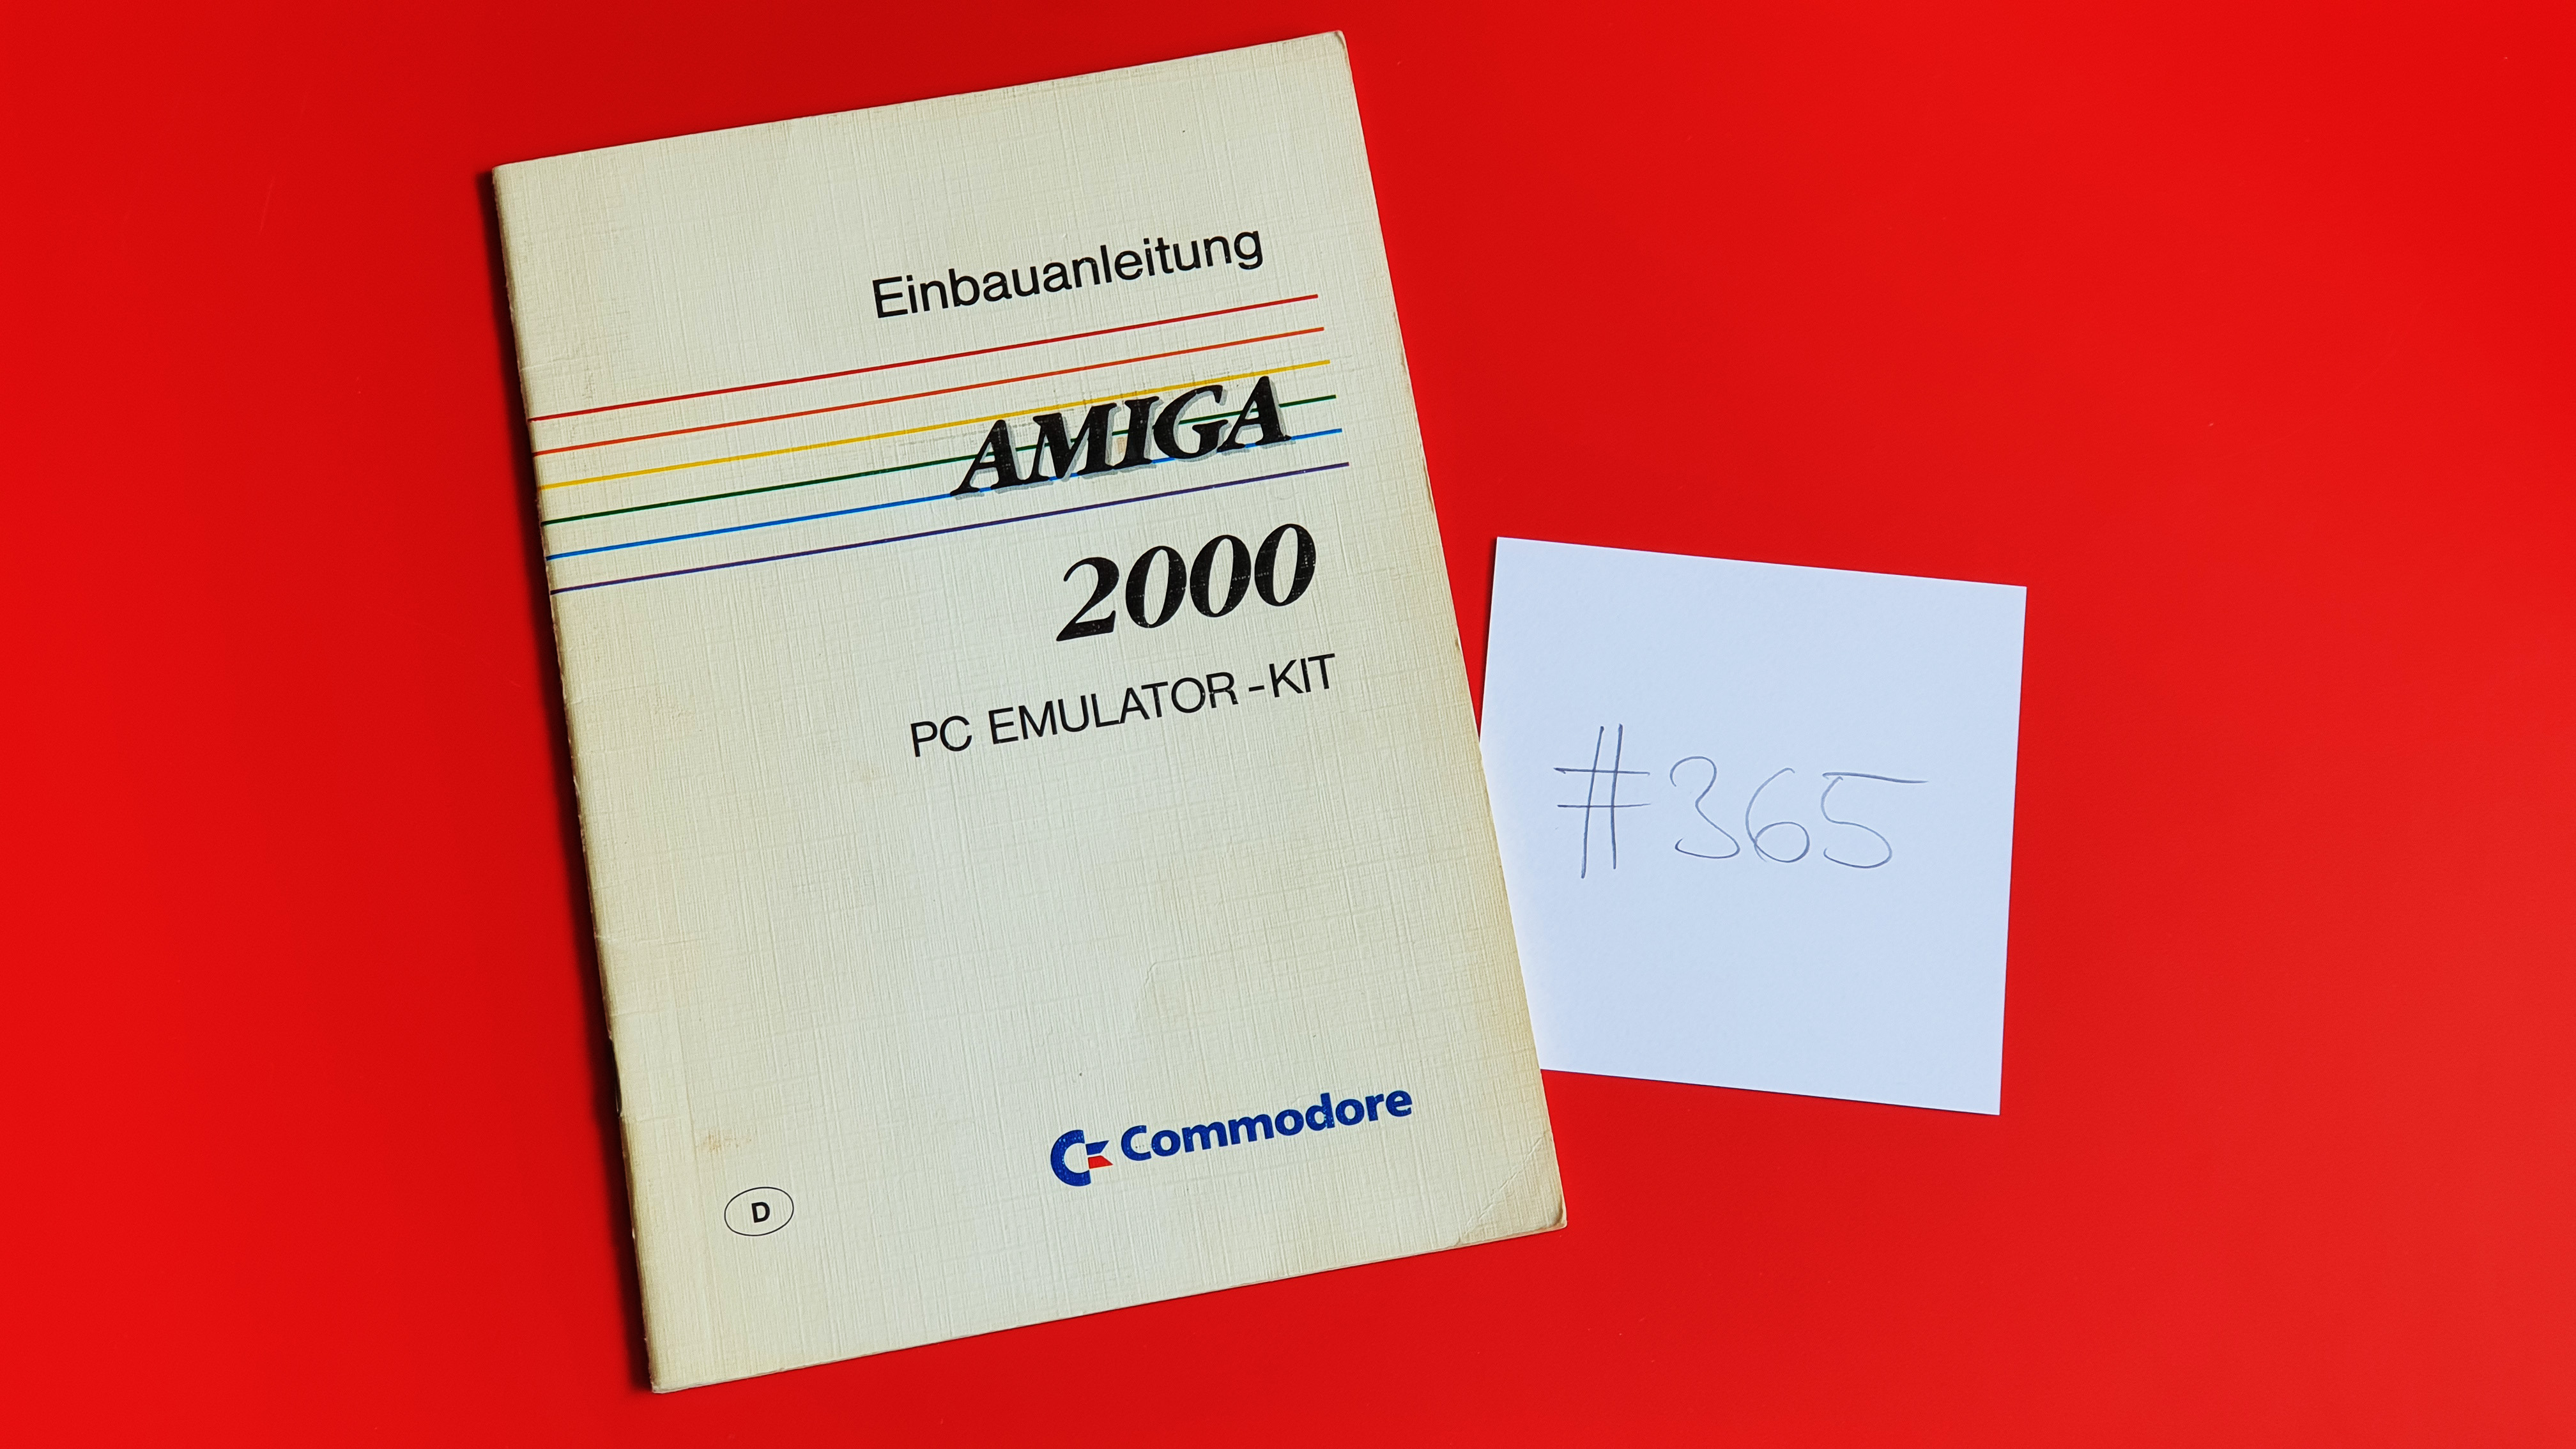 Einbauanleitung
AMIGA
2000
PC EMULATOR-KIT
#365
Commodore
D